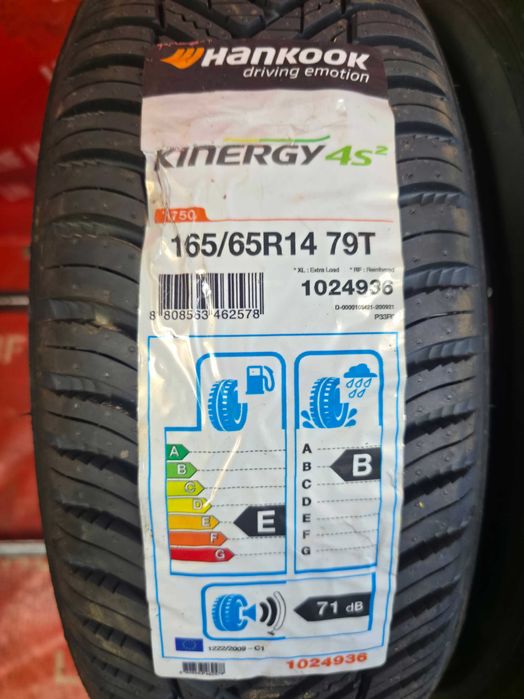 Hankook
driving emotion
KINERGY 4S²
H750
165/65R14 79T
* XL : Extra Load * RF : Reinforced
1024936
8 808563 462578
A
B
C
D
E
F
G
E
A
B
C
D
E
F
G
B
71 dB
1222/2009 - C1
1024936